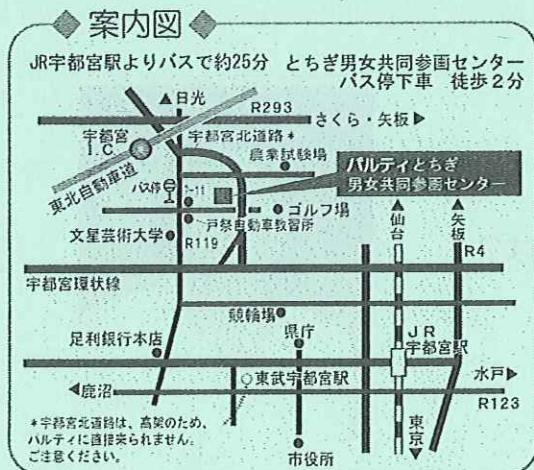 案内図
JR宇都宮駅よりバスで約25分 とちぎ男女共同参画センター
バス停下車 徒歩2分
▲日光
R293
さくら・矢板▶
宇都宮
I.C.
宇都宮北道路*
東北自動車道
農業試験場
バス停
パルティとちぎ
男女共同参画センター
ゴルフ場
戸祭自動車教習所
文星芸術大学
R119
▲仙台
▲矢板
R4
宇都宮環状線
競輪場
県庁
足利銀行本店
JR
宇都宮駅
東武宇都宮駅
水戸▶
◀鹿沼
R123
*宇都宮北道路は、高架のため、
パルティに直接来られません。
ご注意ください。
市役所
東京▼